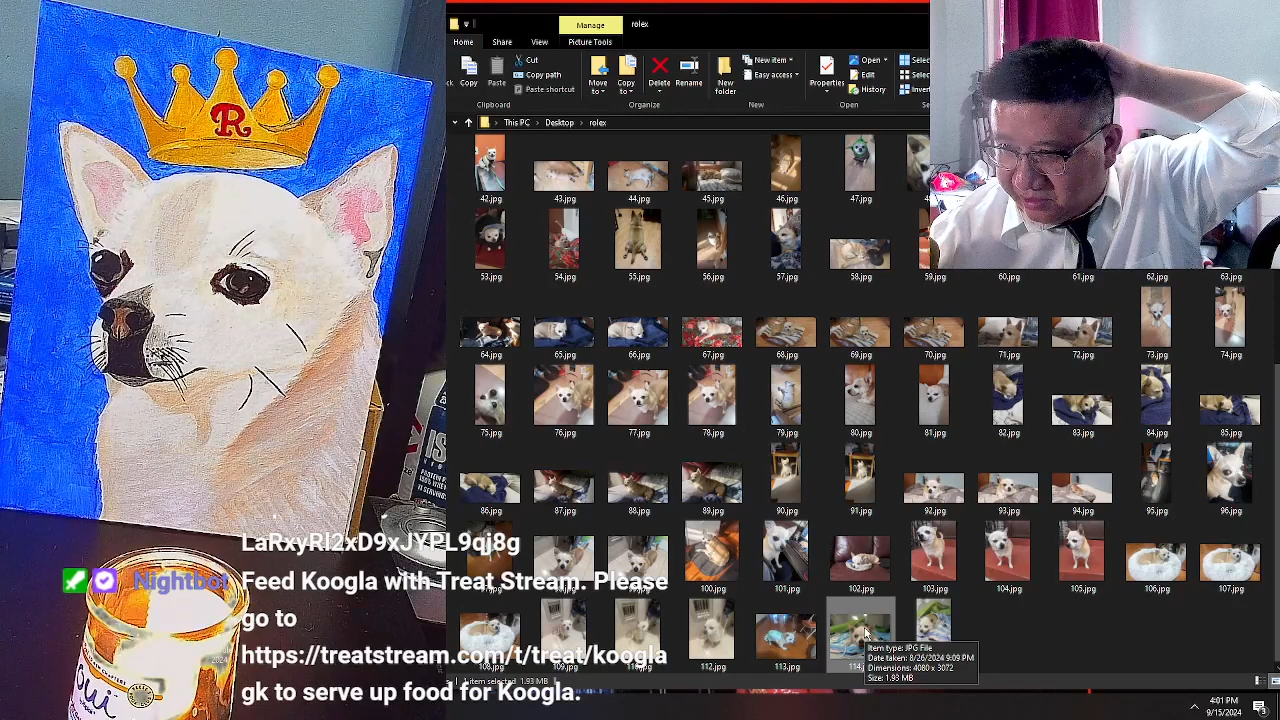 Manage
rolex
Home
Share
View
Picture Tools
Copy
Paste
Cut
Copy path
Paste shortcut
Move to
Copy to
Delete
Rename
New folder
New item
Easy access
Properties
Open
Edit
History
Clipboard
Organize
New
Open
This PC
Desktop
rolex
42.jpg
43.jpg
44.jpg
45.jpg
46.jpg
47.jpg
53.jpg
54.jpg
55.jpg
56.jpg
57.jpg
58.jpg
60.jpg
61.jpg
62.jpg
63.jpg
64.jpg
65.jpg
66.jpg
67.jpg
68.jpg
69.jpg
70.jpg
71.jpg
72.jpg
73.jpg
74.jpg
75.jpg
76.jpg
77.jpg
78.jpg
79.jpg
80.jpg
81.jpg
82.jpg
83.jpg
84.jpg
85.jpg
86.jpg
87.jpg
88.jpg
89.jpg
90.jpg
91.jpg
92.jpg
93.jpg
94.jpg
95.jpg
96.jpg
100.jpg
101.jpg
102.jpg
103.jpg
104.jpg
105.jpg
106.jpg
107.jpg
108.jpg
109.jpg
112.jpg
113.jpg
Item type: JPG File
Date taken: 8/26/2024 9:09 PM
Dimensions: 4080 x 3072
Size: 1.93 MB
1.93 MB
4:01 PM
9/15/2024
R
LaRxyRi2xD9xJYPL9qj8g
Nightbot Feed Koogla with Treat Stream. Please
go to
https://treatstream.com/t/treat/koogla
gk to serve up food for Koogla.